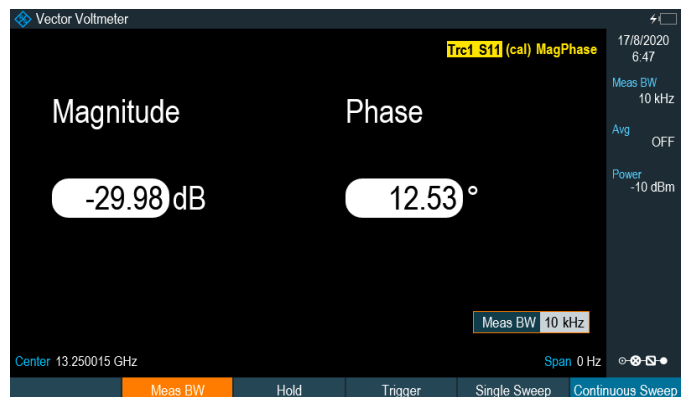 Vector Voltmeter
17/8/2020
6:47
Trc1 S11 (cal) MagPhase
Meas BW
10 kHz
Avg
OFF
Power
-10 dBm
Magnitude Phase
-29.98 dB 12.53 °
Meas BW 10 kHz
Center 13.250015 GHz Span 0 Hz
Meas BW Hold Trigger Single Sweep Continuous Sweep